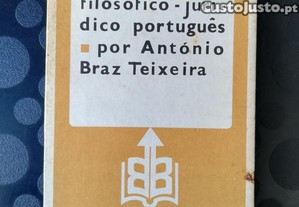 CustoJusto.pt
filosófico-jurí
dico português
por António
Braz Teixeira